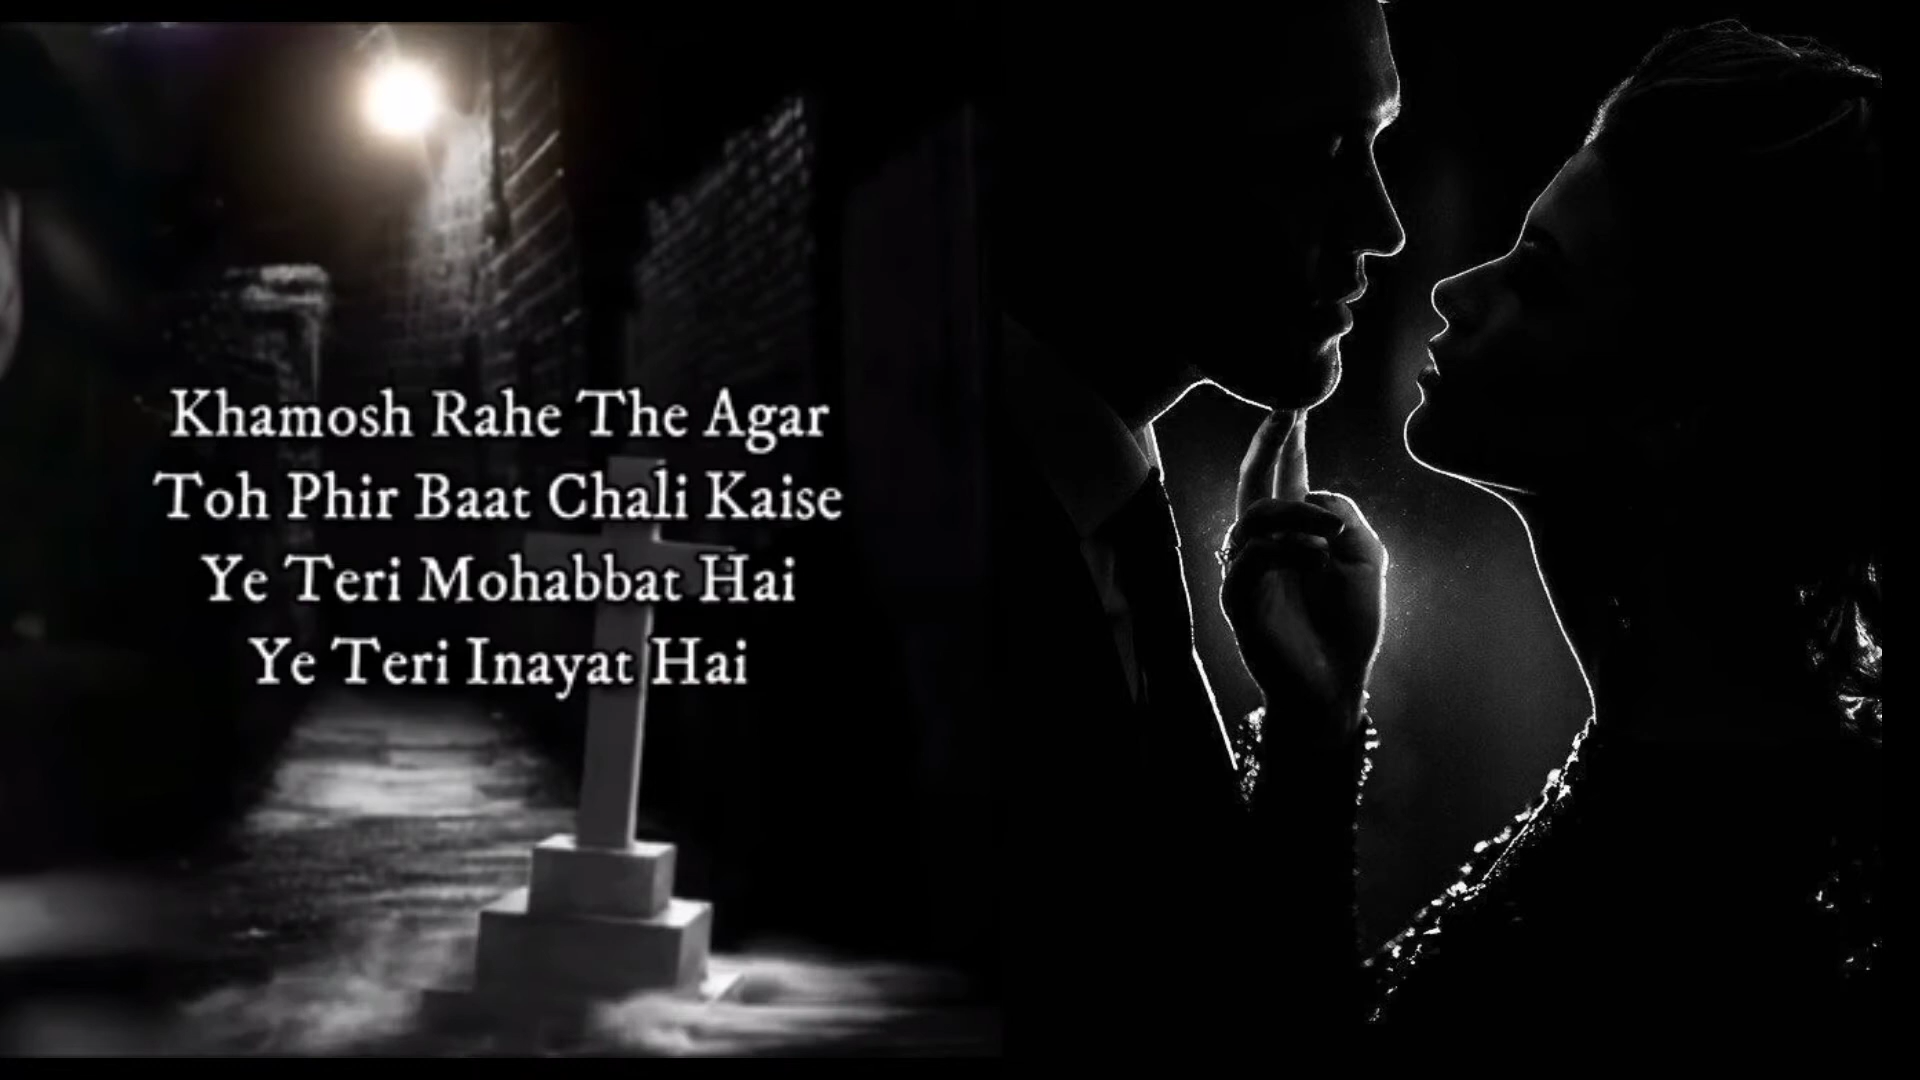 Khamosh Rahe The Agar
Toh Phir Baat Chali Kaise
Ye Teri Mohabbat Hai
Ye Teri Inayat Hai